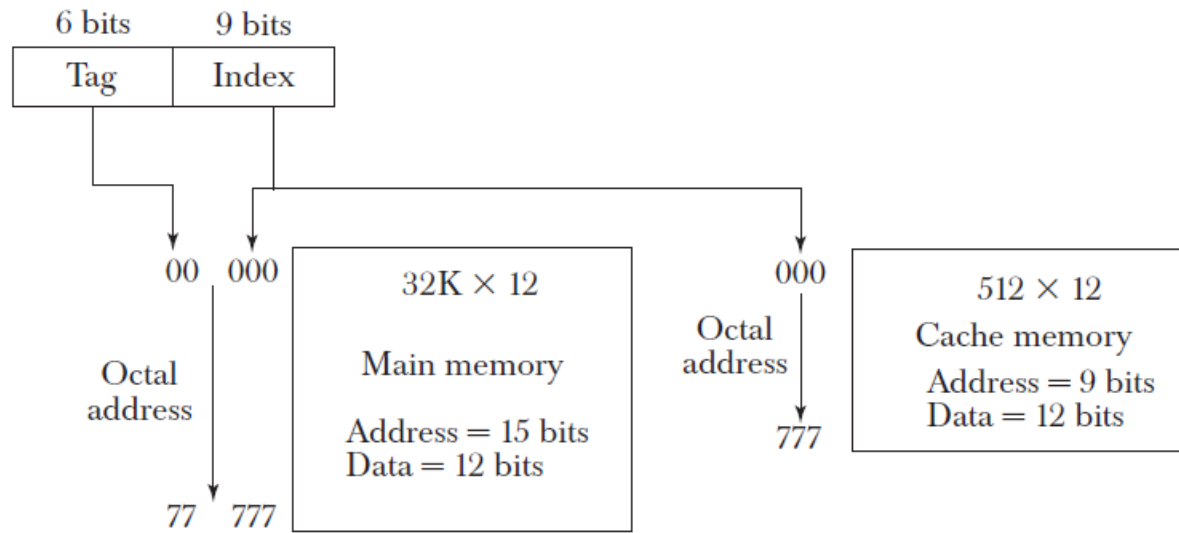 6 bits 9 bits
Tag Index
00 000
32K × 12
Main memory
Address = 15 bits
Data = 12 bits
Octal
address
77 777
000
Octal
address
777
512 × 12
Cache memory
Address = 9 bits
Data = 12 bits